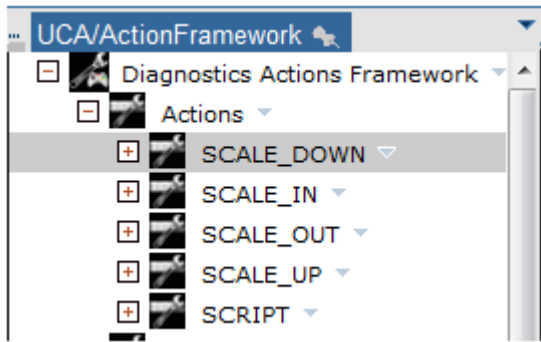 UCA/ActionFramework
Diagnostics Actions Framework
Actions
SCALE_DOWN
SCALE_IN
SCALE_OUT
SCALE_UP
SCRIPT